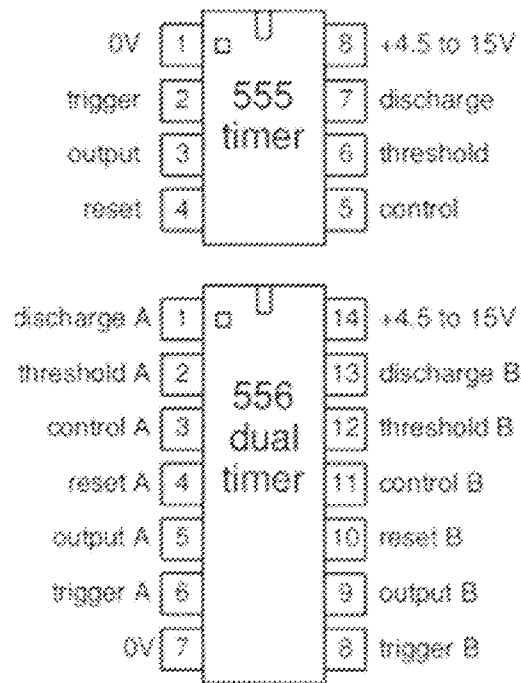 0V 1 8 +4.5 to 15V
trigger 2 555 7 discharge
timer
output 3 6 threshold
reset 4 5 control
discharge A 1 14 +4.5 to 15V
threshold A 2 13 discharge B
556
control A 3 dual 12 threshold B
reset A 4 timer 11 control B
output A 5 10 reset B
trigger A 6 9 output B
0V 7 8 trigger B